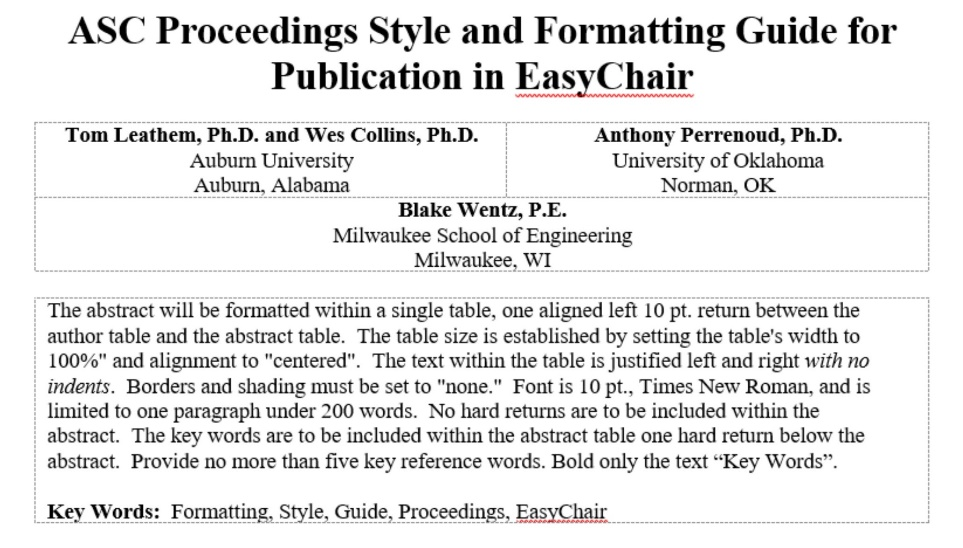 ASC Proceedings Style and Formatting Guide for
Publication in EasyChair
Tom Leathem, Ph.D. and Wes Collins, Ph.D.
Auburn University
Auburn, Alabama
Anthony Perrenoud, Ph.D.
University of Oklahoma
Norman, OK
Blake Wentz, P.E.
Milwaukee School of Engineering
Milwaukee, WI
The abstract will be formatted within a single table, one aligned left 10 pt. return between the
author table and the abstract table.  The table size is established by setting the table's width to
100%" and alignment to "centered".  The text within the table is justified left and right with no
indents.  Borders and shading must be set to "none."  Font is 10 pt., Times New Roman, and is
limited to one paragraph under 200 words.  No hard returns are to be included within the
abstract.  The key words are to be included within the abstract table one hard return below the
abstract.  Provide no more than five key reference words. Bold only the text “Key Words”.
Key Words:  Formatting, Style, Guide, Proceedings, EasyChair